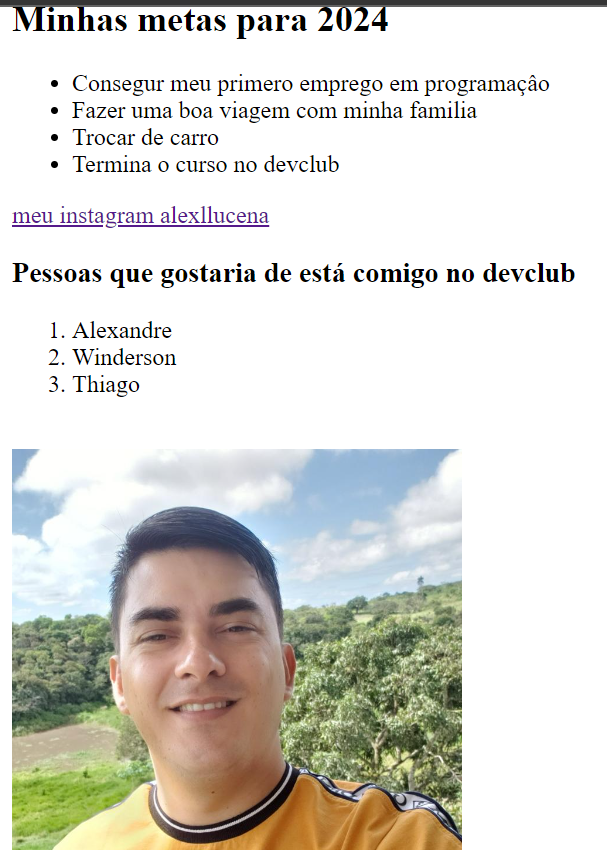 Minhas metas para 2024
• Consegur meu primero emprego em programaçâo
• Fazer uma boa viagem com minha familia
• Trocar de carro
• Termina o curso no devclub
meu instagram alexllucena
Pessoas que gostaria de está comigo no devclub
1. Alexandre
2. Winderson
3. Thiago